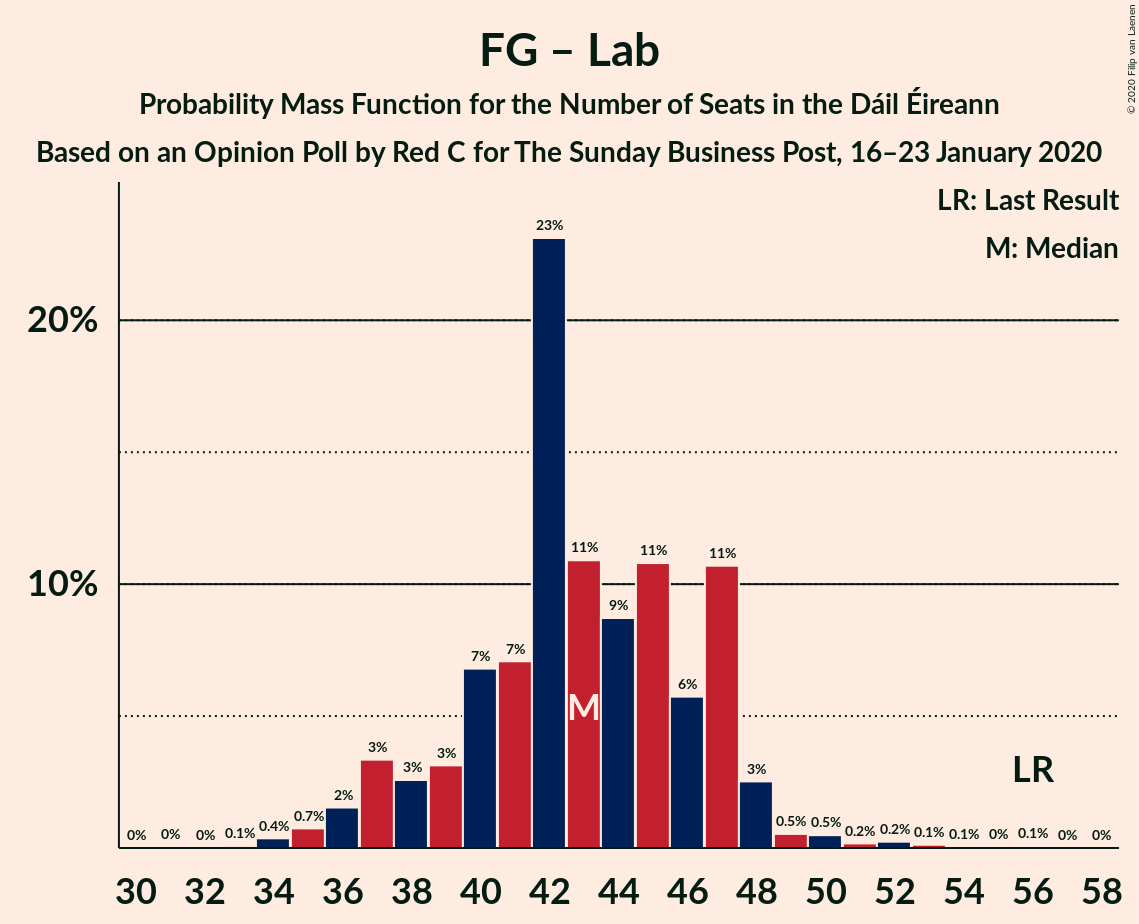 FG – Lab
Probability Mass Function for the Number of Seats in the Dáil Éireann
Based on an Opinion Poll by Red C for The Sunday Business Post, 16–23 January 2020
© 2020 Filip van Laenen
LR: Last Result
M: Median
20%
10%
0% 0% 0% 0.1% 0.4% 0.7% 2% 3% 3% 3% 7% 7% 23% 11% 9% 11% 6% 11% 3% 0.5% 0.5% 0.2% 0.2% 0.1% 0.1% 0% 0.1% 0% 0%
M
LR
30 32 34 36 38 40 42 44 46 48 50 52 54 56 58